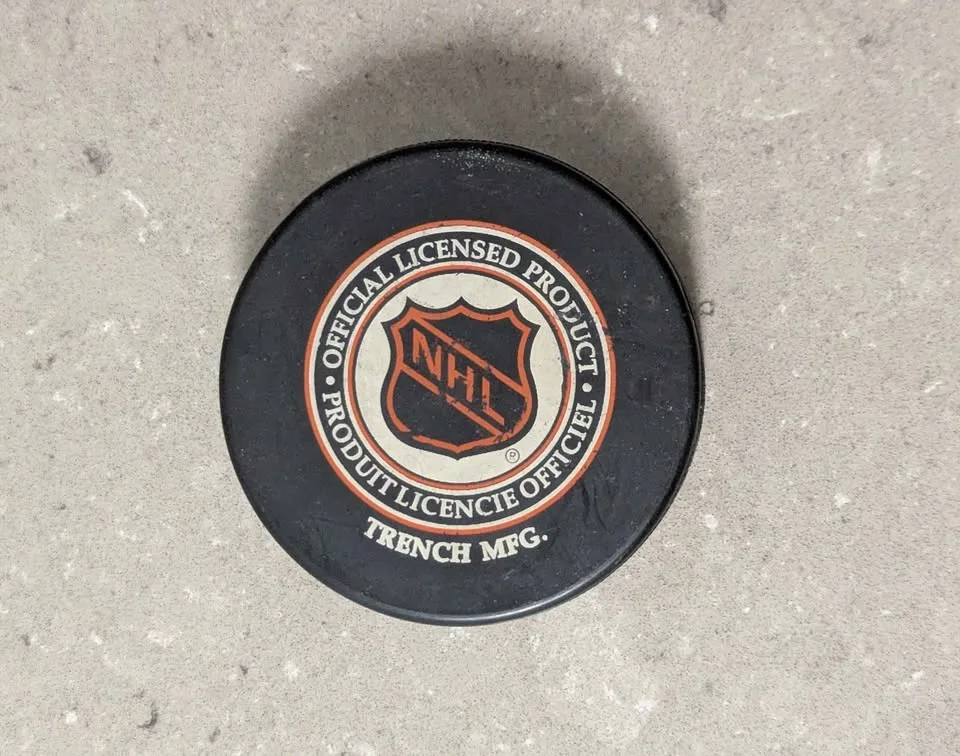 • OFFICIAL LICENSED PRODUCT •
NHL
®
PRODUIT LICENCIE OFFICIEL
TRENCH MFG.